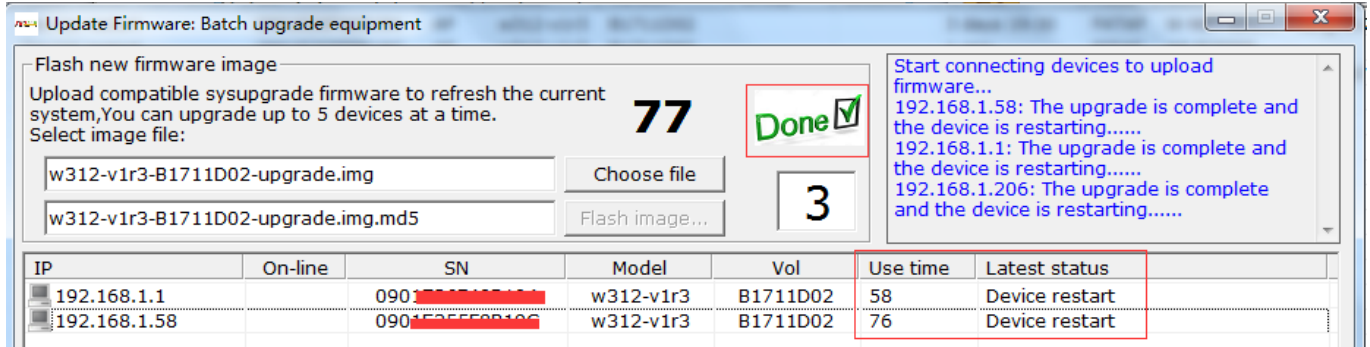 Update Firmware: Batch upgrade equipment
Flash new firmware image
Upload compatible sysupgrade firmware to refresh the current
system,You can upgrade up to 5 devices at a time.
Select image file:
77
Done
w312-v1r3-B1711D02-upgrade.img
Choose file
w312-v1r3-B1711D02-upgrade.img.md5
Flash image...
3
Start connecting devices to upload
firmware...
192.168.1.58: The upgrade is complete and
the device is restarting......
192.168.1.1: The upgrade is complete and
the device is restarting......
192.168.1.206: The upgrade is complete
and the device is restarting......
IP On-line SN Model Vol Use time Latest status
192.168.1.1 w312-v1r3 B1711D02 58 Device restart
192.168.1.58 w312-v1r3 B1711D02 76 Device restart